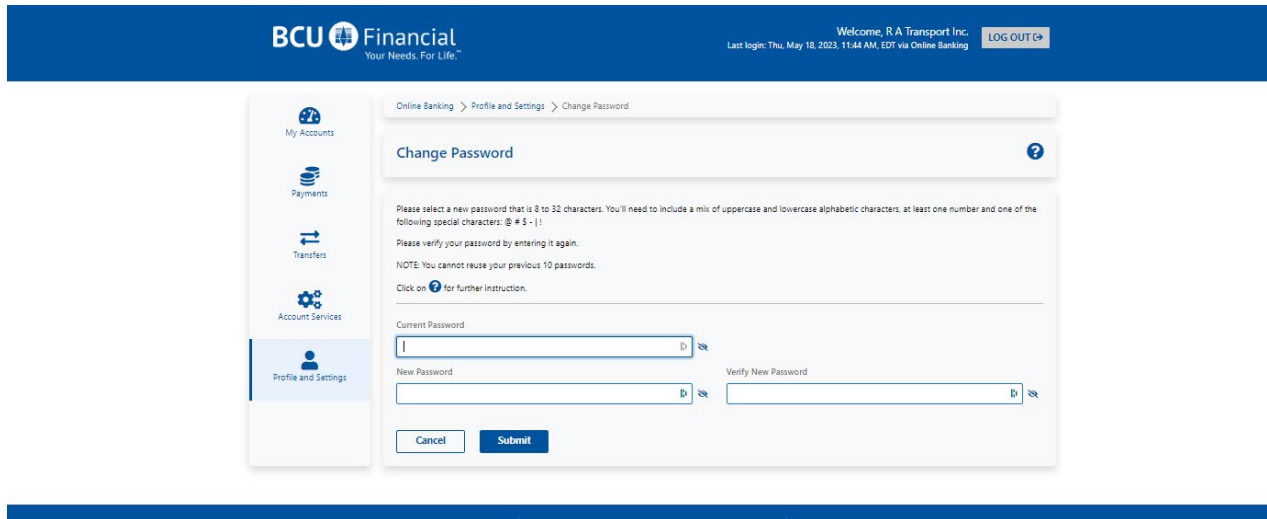 BCU Financial
Your Needs. For Life.™
Welcome, R A Transport Inc.
Last login: Thu, May 18, 2023, 11:44 AM, EDT via Online Banking
LOG OUT
My Accounts
Payments
Transfers
Account Services
Profile and Settings
Online Banking > Profile and Settings > Change Password
Change Password
Please select a new password that is 8 to 32 characters. You'll need to include a mix of uppercase and lowercase alphabetic characters, at least one number and one of the
following special characters: @ # $ - | !
Please verify your password by entering it again.
NOTE: You cannot reuse your previous 10 passwords.
Click on ? for further instruction.
Current Password
New Password
Verify New Password
Cancel
Submit